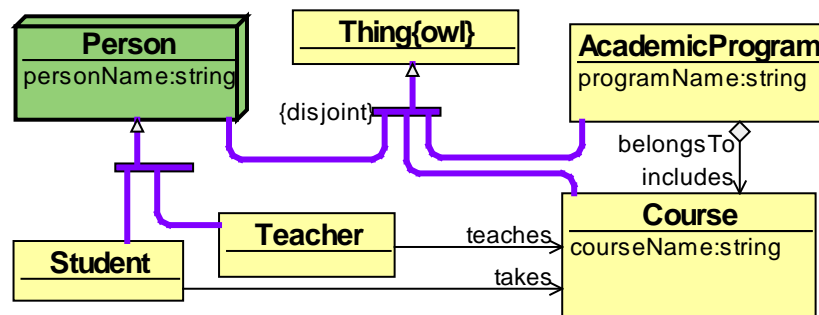 Person
personName:string
Thing{owl}
AcademicProgram
programName:string
{disjoint}
belongsTo
includes
Course
courseName:string
Teacher
teaches
Student
takes